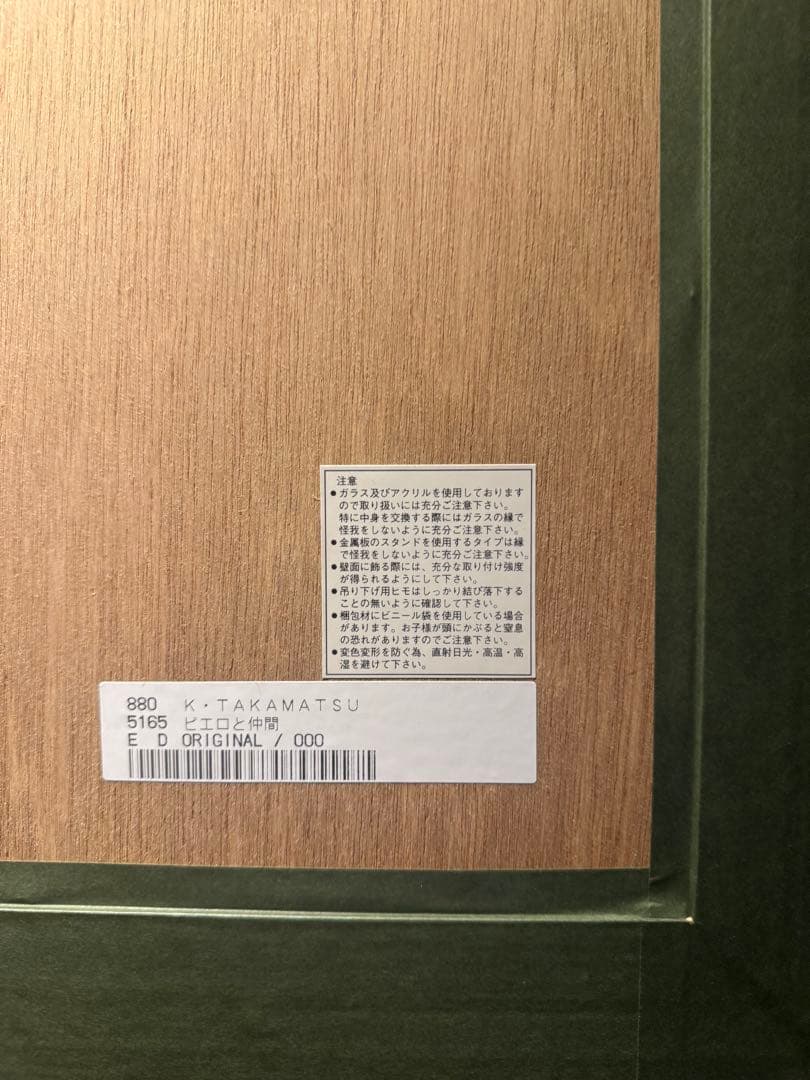 注意
●ガラス及びアクリルを使用しております
ので取り扱いには充分ご注意下さい。
特に中身を交換する際にはガラスの縁で
怪我をしないように充分ご注意下さい。
●金属板のスタンドを使用するタイプは縁
で怪我をしないように充分ご注意下さい。
●壁面に飾る際には、充分な取り付け強度
が得られるようにして下さい。
●吊り下げ用ヒモはしっかり結び落下する
ことの無いように確認して下さい。
●梱包材にビニール袋を使用している場合
があります。お子様が頭にかぶると窒息
の恐れがありますのでご注意下さい。
●変色変形を防ぐ為、直射日光・高温・高
湿を避けて下さい。
880 K・TAKAMATSU
5165 ピエロと仲間
E D ORIGINAL / 000